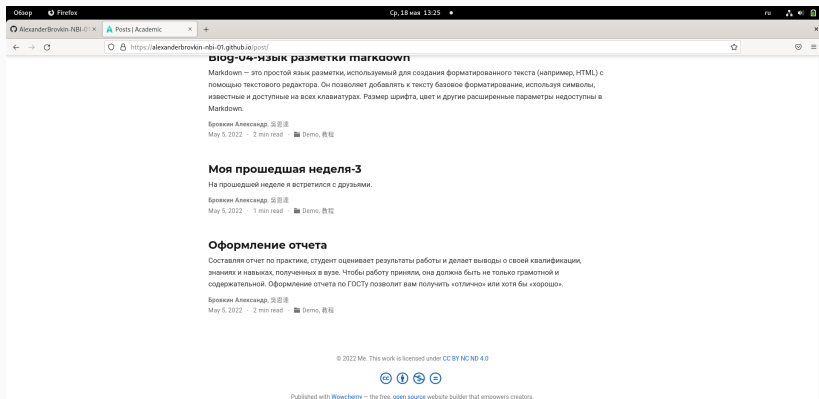 Обзор Firefox Ср, 18 мая 13:25 ru
AlexanderBrovkin-NBI-01 Posts | Academic
https://alexanderbrovkin-nbi-01.github.io/post/
Blog-04-язык разметки markdown
Markdown — это простой язык разметки, используемый для создания форматированного текста (например, HTML) с
помощью текстового редактора. Он позволяет добавлять к тексту базовое форматирование, используя символы,
известные и доступные на всех клавиатурах. Размер шрифта, цвет и другие расширенные параметры недоступны в
Markdown.
Бровкин Александр, 吳恩達
May 5, 2022 · 2 min read · Demo, 教程
Моя прошедшая неделя-3
На прошедшей неделе я встретился с друзьями.
Бровкин Александр, 吳恩達
May 5, 2022 · 1 min read · Demo, 教程
Оформление отчета
Составляя отчет по практике, студент оценивает результаты работы и делает выводы о своей квалификации,
знаниях и навыках, полученных в вузе. Чтобы работу приняли, она должна быть не только грамотной и
содержательной. Оформление отчета по ГОСТу позволит вам получить «отлично» или хотя бы «хорошо».
Бровкин Александр, 吳恩達
May 5, 2022 · 2 min read · Demo, 教程
© 2022 Me. This work is licensed under CC BY NC ND 4.0
Published with Wowchemy — the free, open source website builder that empowers creators.